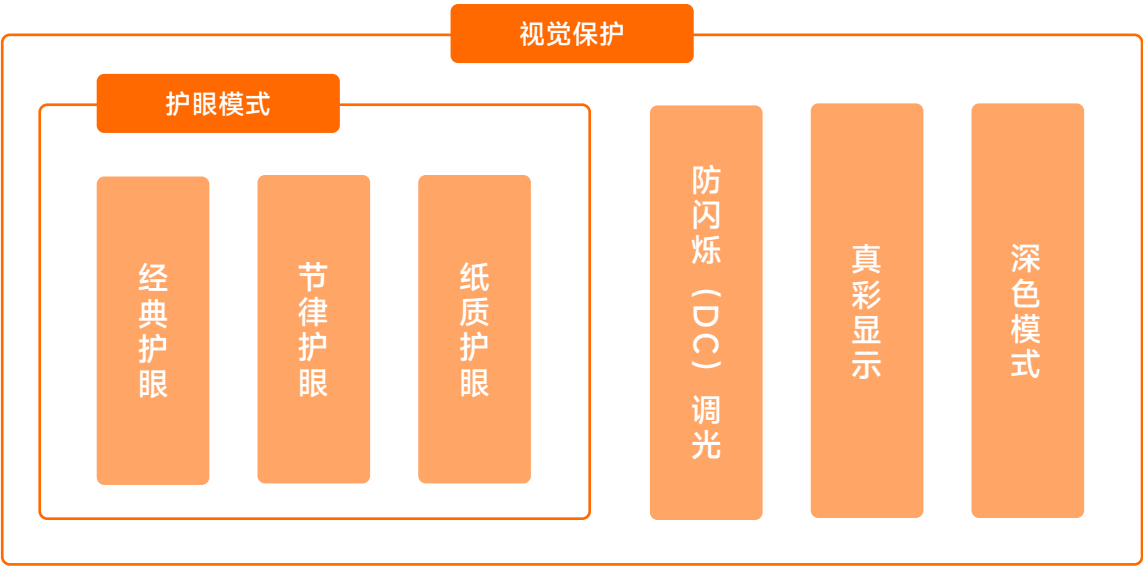 视觉保护
护眼模式
经典护眼
节律护眼
纸质护眼
防闪烁（DC）调光
真彩显示
深色模式